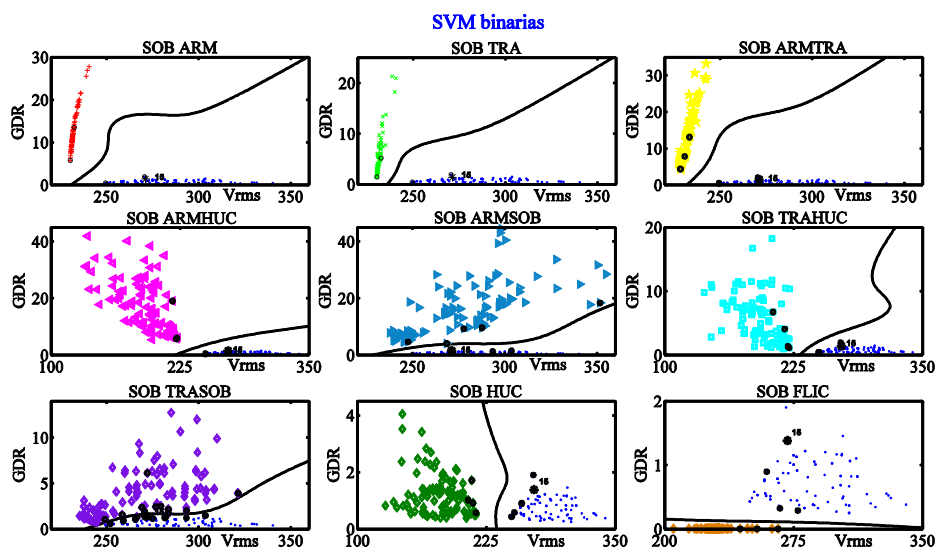 SVM binarias
SOB ARM SOB TRA SOB ARMTRA
30
20
10
0
GDR
15
250 300 350
Vrms
20
10
0
GDR
15
250 300 350
Vrms
30
20
10
0
GDR
15
250 300 350
Vrms
SOB ARMHUC SOB ARMSOB SOB TRAHUC
40
20
0
GDR
15
100 225 350
Vrms
40
20
0
GDR
15
250 300 350
Vrms
20
10
0
GDR
15
100 225 350
Vrms
SOB TRASOB SOB HUC SOB FLIC
10
5
0
GDR
15
250 300 350
Vrms
4
2
0
GDR
15
100 225 350
Vrms
2
1
0
GDR
15
200 275 350
Vrms